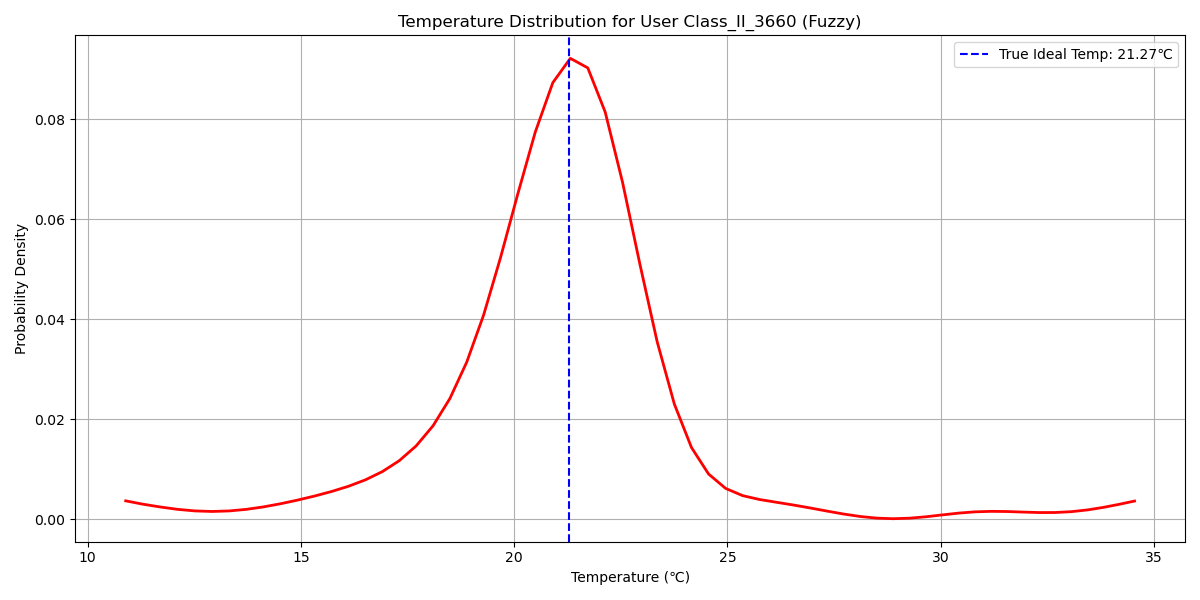 Temperature Distribution for User Class_II_3660 (Fuzzy)
True Ideal Temp: 21.27℃
Probability Density
0.08
0.06
0.04
0.02
0.00
10
15
20
25
30
35
Temperature (℃)